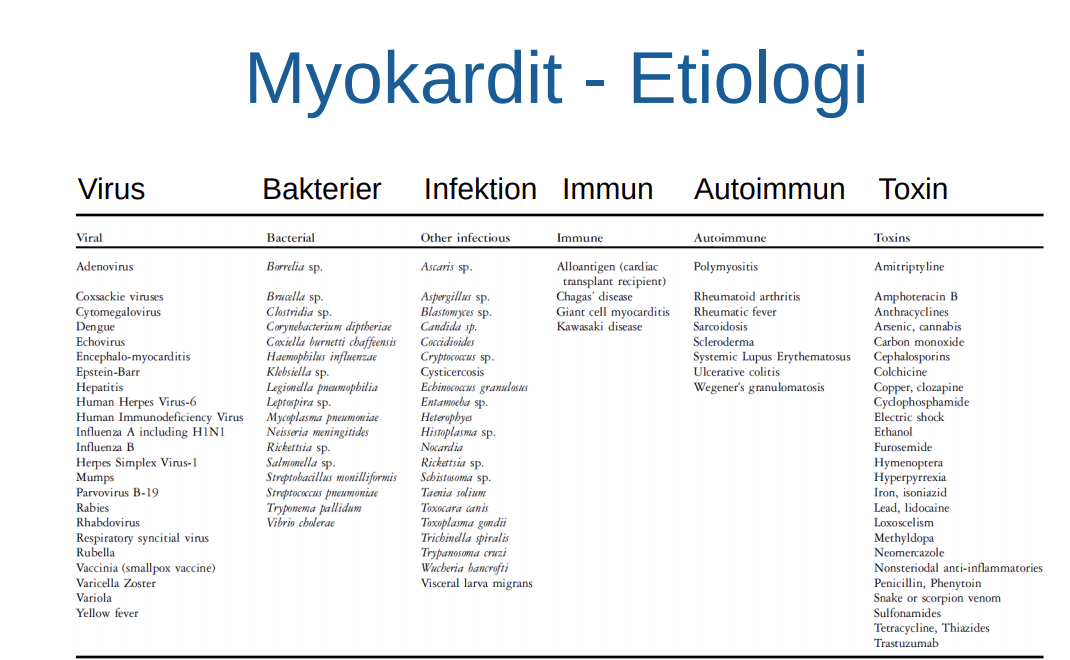 Myokardit - Etiologi
Virus Bakterier Infektion Immun Autoimmun Toxin
Viral Bacterial Other infectious Immune Autoimmune Toxins
Adenovirus Borrelia sp. Ascaris sp. Alloantigen (cardiac Polymyositis Amitriptyline
transplant recipient)
Coxsackie viruses Brucella sp. Aspergillus sp. Chagas' disease Rheumatoid arthritis Amphoteracin B
Cytomegalovirus Clostridia sp. Blastomyces sp. Giant cell myocarditis Rheumatic fever Anthracyclines
Dengue Corynebacterium diptheriae Candida sp. Kawasaki disease Sarcoidosis Arsenic, cannabis
Echovirus Coxiella burnetti chaffeensis Coccidioides Scleroderma Carbon monoxide
Encephalo-myocarditis Haemophilus influenzae Cryptococcus sp. Systemic Lupus Erythematosus Cephalosporins
Epstein-Barr Klebsiella sp. Cysticercosis Ulcerative colitis Colchicine
Hepatitis Legionella pneumophilia Echinococcus granulosus Wegener's granulomatosis Copper, clozapine
Human Herpes Virus-6 Leptospira sp. Entamoeba sp. Cyclophosphamide
Human Immunodeficiency Virus Mycoplasma pneumoniae Heterophyes Electric shock
Influenza A including H1N1 Neisseria meningitides Histoplasma sp. Ethanol
Influenza B Rickettsia sp. Nocardia Furosemide
Herpes Simplex Virus-1 Salmonella sp. Rickettsia sp. Hymenoptera
Mumps Streptobacillus monilliformis Schistosoma sp. Hyperpyrrexia
Parvovirus B-19 Streptococcus pneumoniae Taenia solium Iron, isoniazid
Rabies Tryponema pallidum Toxocara canis Lead, lidocaine
Rhabdovirus Vibrio cholerae Toxoplasma gondii Loxoscelism
Respiratory syncitial virus Trichinella spiralis Methyldopa
Rubella Trypanosoma cruzi Neomercazole
Vaccinia (smallpox vaccine) Wucheria bancrofti Nonsteriodal anti-inflammatories
Varicella Zoster Visceral larva migrans Penicillin, Phenytoin
Variola Snake or scorpion venom
Yellow fever Sulfonamides
Tetracycline, Thiazides
Trastuzumab